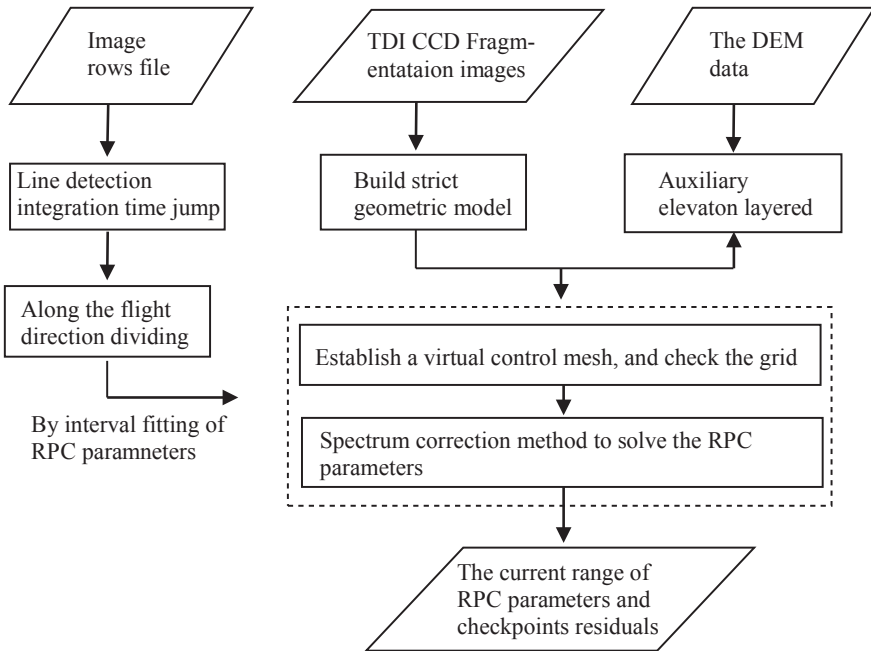 Image
rows file
TDI CCD Fragm-
entataion images
The DEM
data
Line detection
integration time jump
Build strict
geometric model
Auxiliary
elevaton layered
Along the flight
direction dividing
Establish a virtual control mesh, and check the grid
By interval fitting of
RPC paramneters
Spectrum correction method to solve the RPC
parameters
The current range of
RPC parameters and
checkpoints residuals